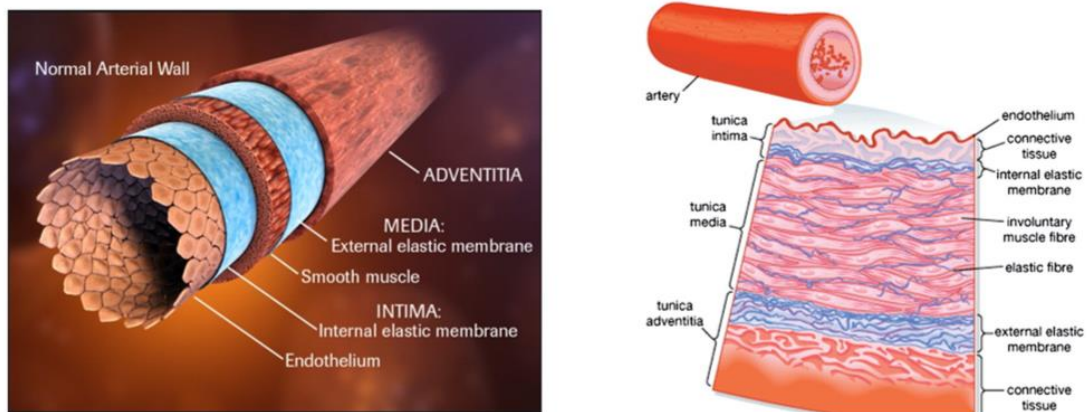 Normal Arterial Wall
ADVENTITIA
MEDIA:
External elastic membrane
Smooth muscle
INTIMA:
Internal elastic membrane
Endothelium
artery
tunica
intima
tunica
media
tunica
adventitia
endothelium
connective
tissue
internal elastic
membrane
involuntary
muscle fibre
elastic fibre
external elastic
membrane
connective
tissue